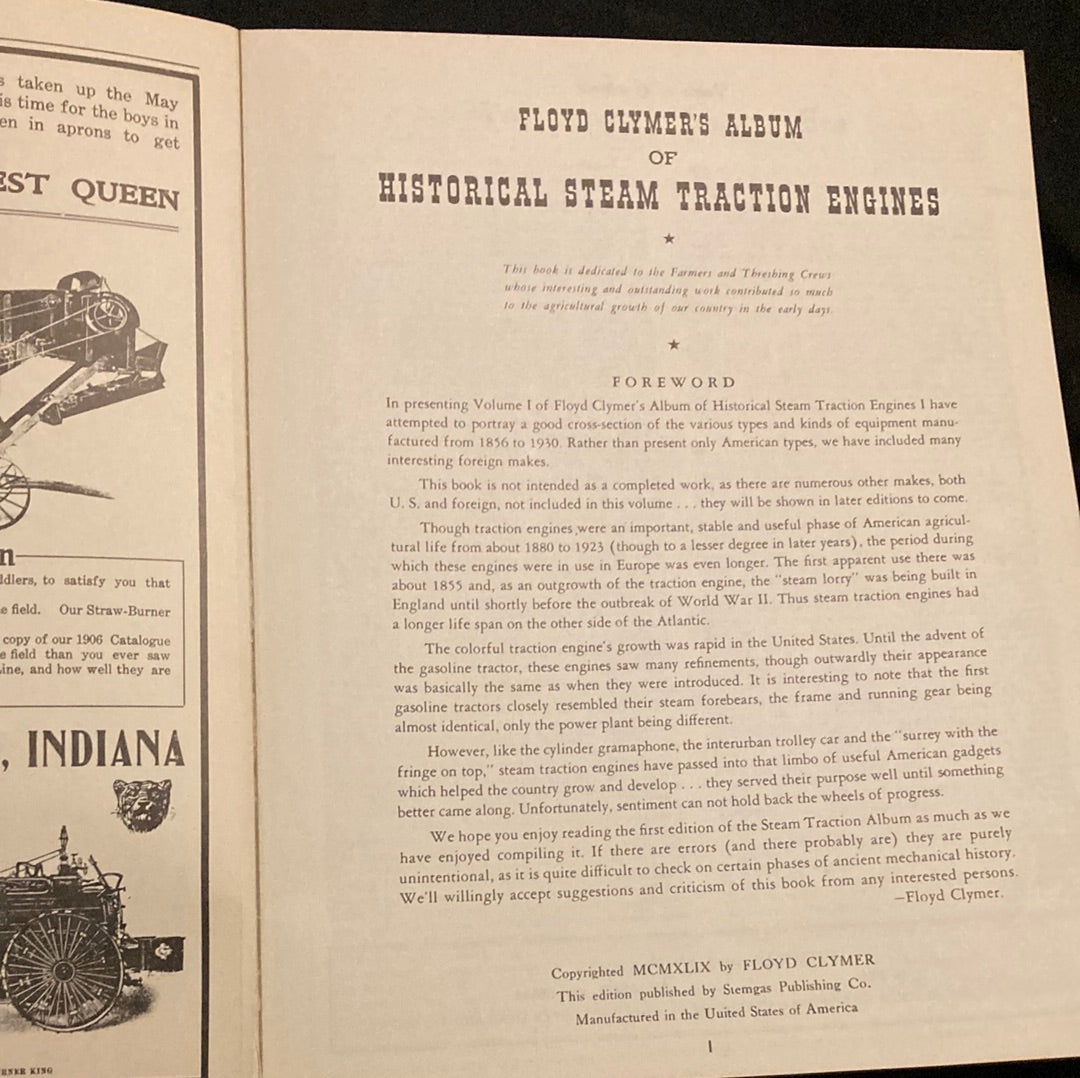 s taken up the May
is time for the boys in
en in aprons to get
EST QUEEN
n
ddlers, to satisfy you that
e field. Our Straw-Burner
copy of our 1906 Catalogue
e field than you ever saw
ine, and how well they are
, INDIANA
RNER KING
FLOYD CLYMER'S ALBUM
OF
HISTORICAL STEAM TRACTION ENGINES
This book is dedicated to the Farmers and Threshing Crews
whose interesting and outstanding work contributed so much
to the agricultural growth of our country in the early days.
FOREWORD
In presenting Volume I of Floyd Clymer's Album of Historical Steam Traction Engines I have
attempted to portray a good cross-section of the various types and kinds of equipment manu-
factured from 1856 to 1930. Rather than present only American types, we have included many
interesting foreign makes.
This book is not intended as a completed work, as there are numerous other makes, both
U. S. and foreign, not included in this volume . . . they will be shown in later editions to come.
Though traction engines were an important, stable and useful phase of American agricul-
tural life from about 1880 to 1923 (though to a lesser degree in later years), the period during
which these engines were in use in Europe was even longer. The first apparent use there was
about 1855 and, as an outgrowth of the traction engine, the "steam lorry" was being built in
England until shortly before the outbreak of World War II. Thus steam traction engines had
a longer life span on the other side of the Atlantic.
The colorful traction engine's growth was rapid in the United States. Until the advent of
the gasoline tractor, these engines saw many refinements, though outwardly their appearance
was basically the same as when they were introduced. It is interesting to note that the first
gasoline tractors closely resembled their steam forebears, the frame and running gear being
almost identical, only the power plant being different.
However, like the cylinder gramaphone, the interurban trolley car and the "surrey with the
fringe on top," steam traction engines have passed into that limbo of useful American gadgets
which helped the country grow and develop . . . they served their purpose well until something
better came along. Unfortunately, sentiment can not hold back the wheels of progress.
We hope you enjoy reading the first edition of the Steam Traction Album as much as we
have enjoyed compiling it. If there are errors (and there probably are) they are purely
unintentional, as it is quite difficult to check on certain phases of ancient mechanical history.
We'll willingly accept suggestions and criticism of this book from any interested persons.
—Floyd Clymer.
Copyrighted MCMXLIX by FLOYD CLYMER
This edition published by Stemgas Publishing Co.
Manufactured in the United States of America
1